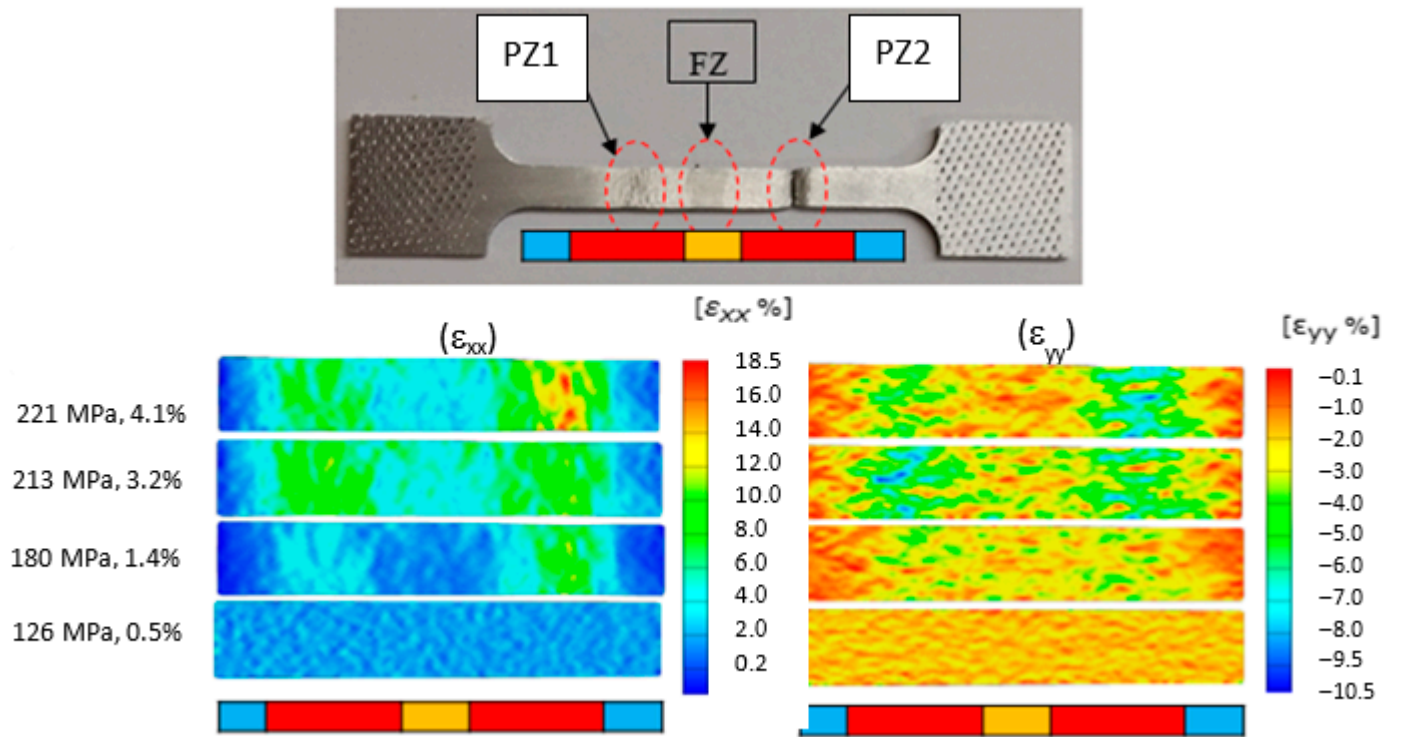 PZ1
FZ
PZ2
[εxx %]
(εxx)
(εyy)
[εyy %]
221 MPa, 4.1%
213 MPa, 3.2%
180 MPa, 1.4%
126 MPa, 0.5%
18.5
16.0
14.0
12.0
10.0
8.0
6.0
4.0
2.0
0.2
−0.1
−1.0
−2.0
−3.0
−4.0
−5.0
−6.0
−7.0
−8.0
−9.5
−10.5